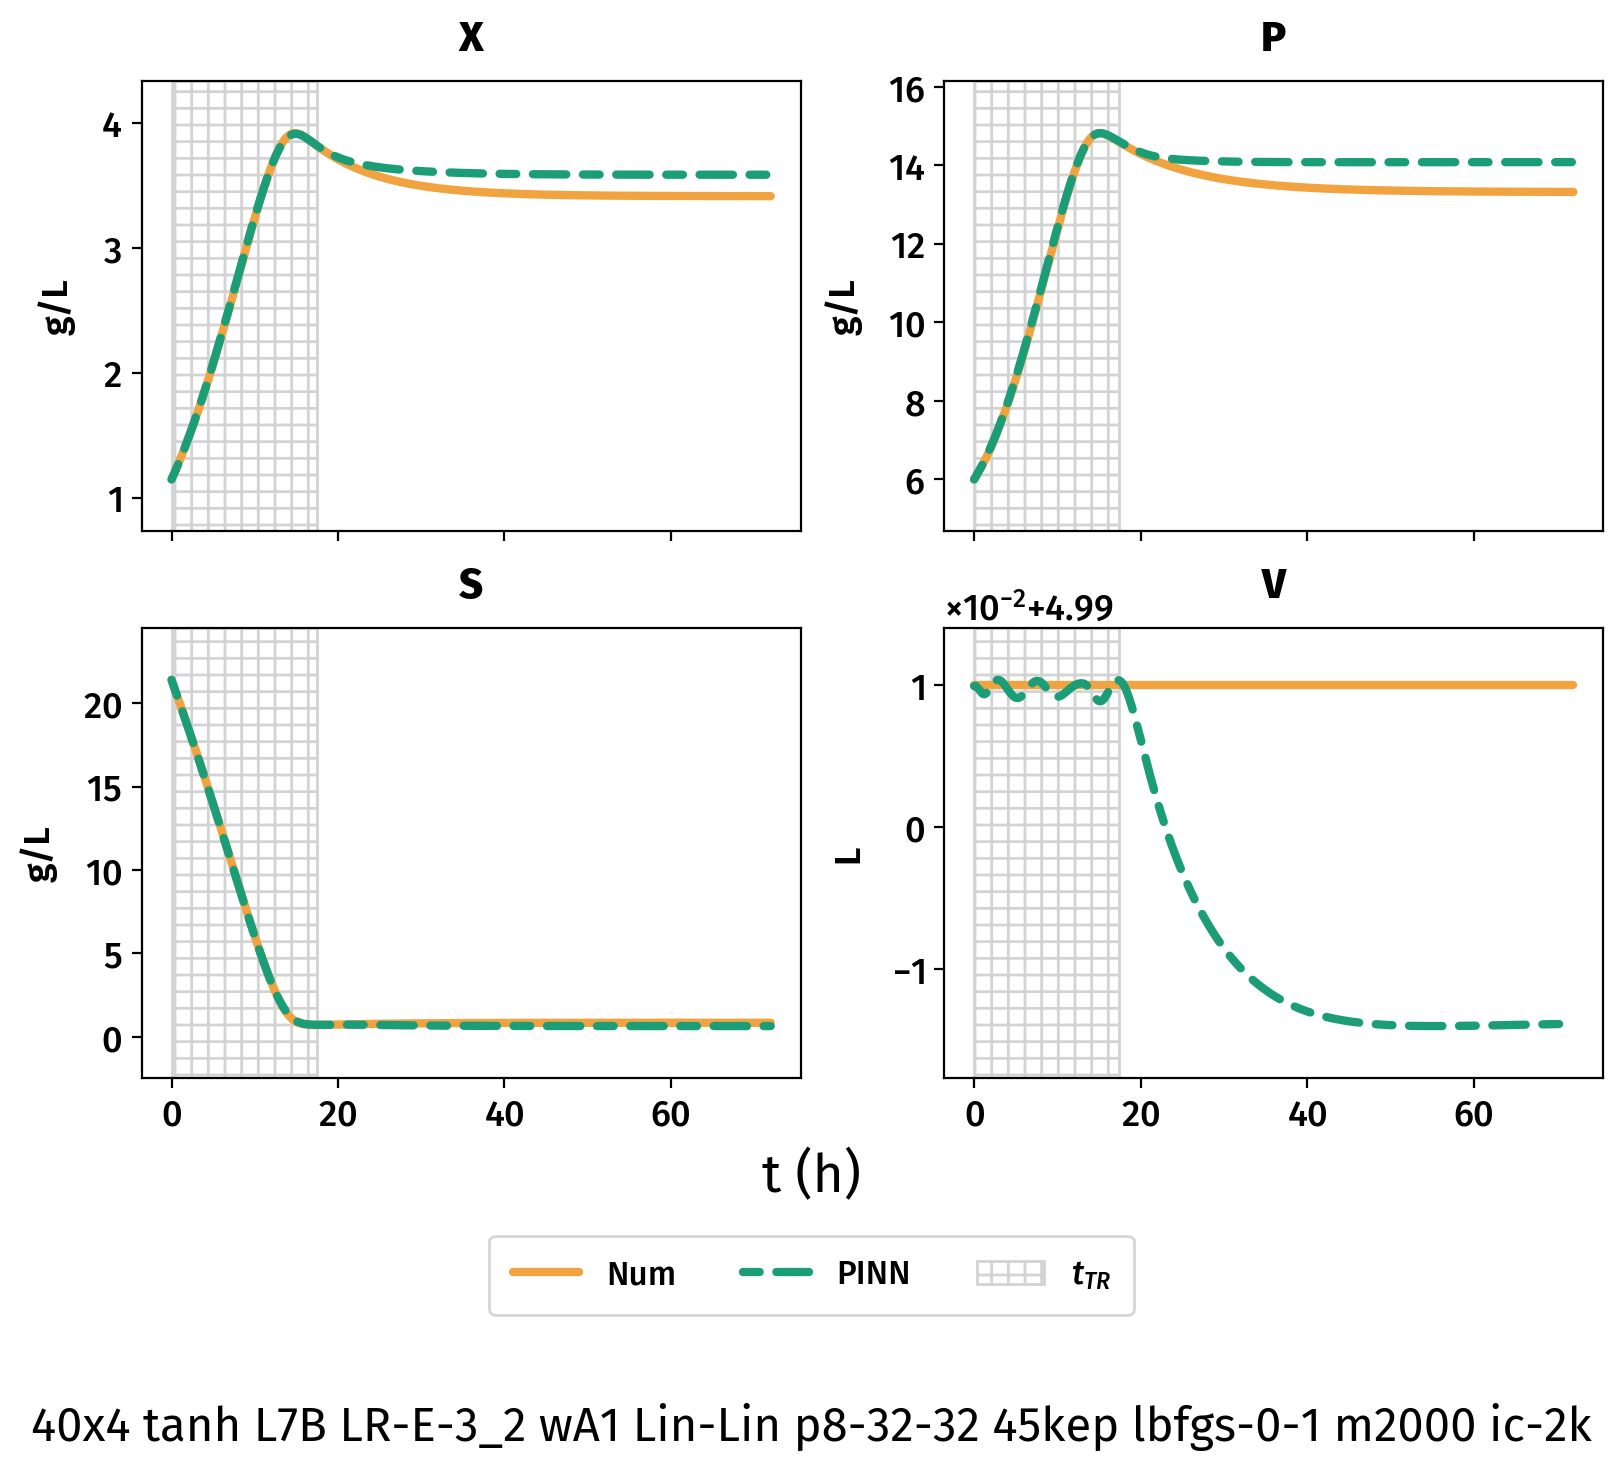 X
P
4
3
2
1
g/L
16
14
12
10
8
6
g/L
S
V
×10⁻²+4.99
20
15
10
5
0
g/L
1
0
−1
L
0 20 40 60
0 20 40 60
t (h)
Num PINN t_TR
40x4 tanh L7B LR-E-3_2 wA1 Lin-Lin p8-32-32 45kep lbfgs-0-1 m2000 ic-2k